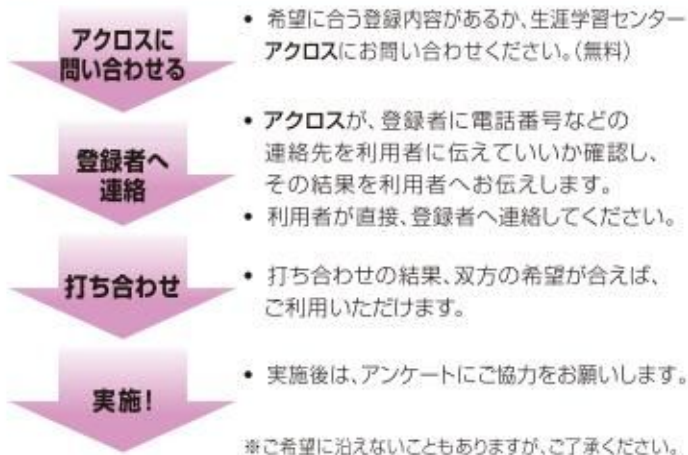 アクロスに
問い合わせる
• 希望に合う登録内容があるか、生涯学習センター
アクロスにお問い合わせください。(無料)
登録者へ
連絡
• アクロスが、登録者に電話番号などの
連絡先を利用者に伝えていいか確認し、
その結果を利用者へお伝えします。
• 利用者が直接、登録者へ連絡してください。
打ち合わせ
• 打ち合わせの結果、双方の希望が合えば、
ご利用いただけます。
実施!
• 実施後は、アンケートにご協力をお願いします。
※ご希望に沿えないこともありますが、ご了承ください。